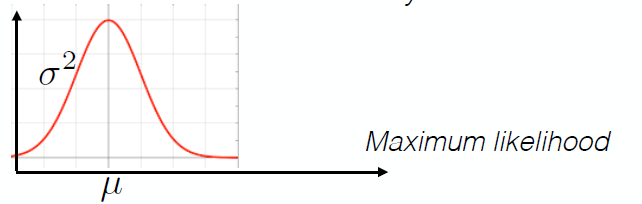 σ²
Maximum likelihood
μ